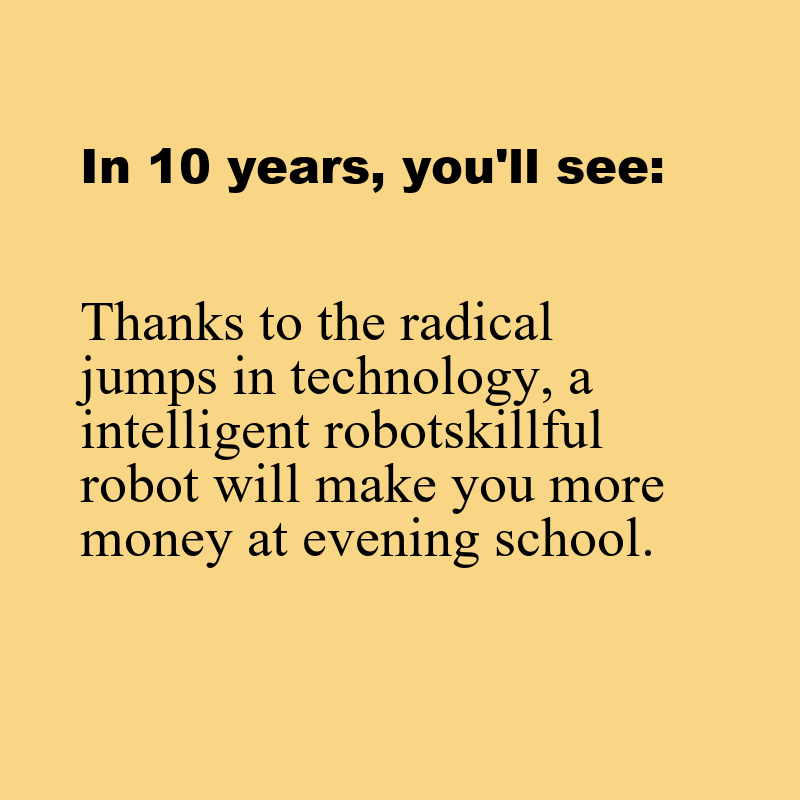 In 10 years, you'll see:
Thanks to the radical
jumps in technology, a
intelligent robotskillful
robot will make you more
money at evening school.